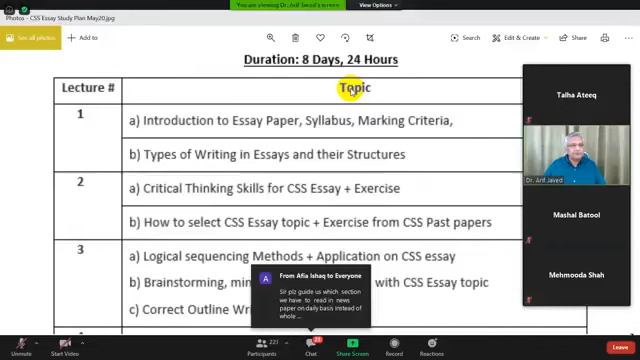 You are viewing Dr. Arif Javed's screen
View Options
Photos - CSS Essay Study Plan May20.jpg
See all photos
Add to
Search
Edit & Create
Share
Duration: 8 Days, 24 Hours
Lecture #
Topic
1
a) Introduction to Essay Paper, Syllabus, Marking Criteria,
b) Types of Writing in Essays and their Structures
2
a) Critical Thinking Skills for CSS Essay + Exercise
b) How to select CSS Essay topic + Exercise from CSS Past papers
3
a) Logical sequencing Methods + Application on CSS essay
b) Brainstorming, min
with CSS Essay topic
c) Correct Outline Wr
Talha Ateeq
Dr. Arif Javed
Mashal Batool
Mehmooda Shah
A
From Afia Ishaq to Everyone
Sir plz guide us which section
we have to read in news
paper on daily basis instead of
whole ...
Unmute
Start Video
221
Participants
Chat
Share Screen
Record
Reactions
Leave